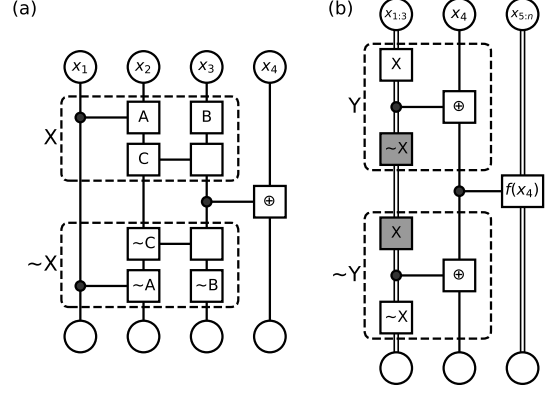 (a)
x₁ x₂ x₃ x₄
X
A B
C
⊕
~X
~C
~A ~B
(b)
x₁:₃ x₄ x₅:ₙ
X
Y ⊕
~X
f(x₄)
X
~Y ⊕
~X